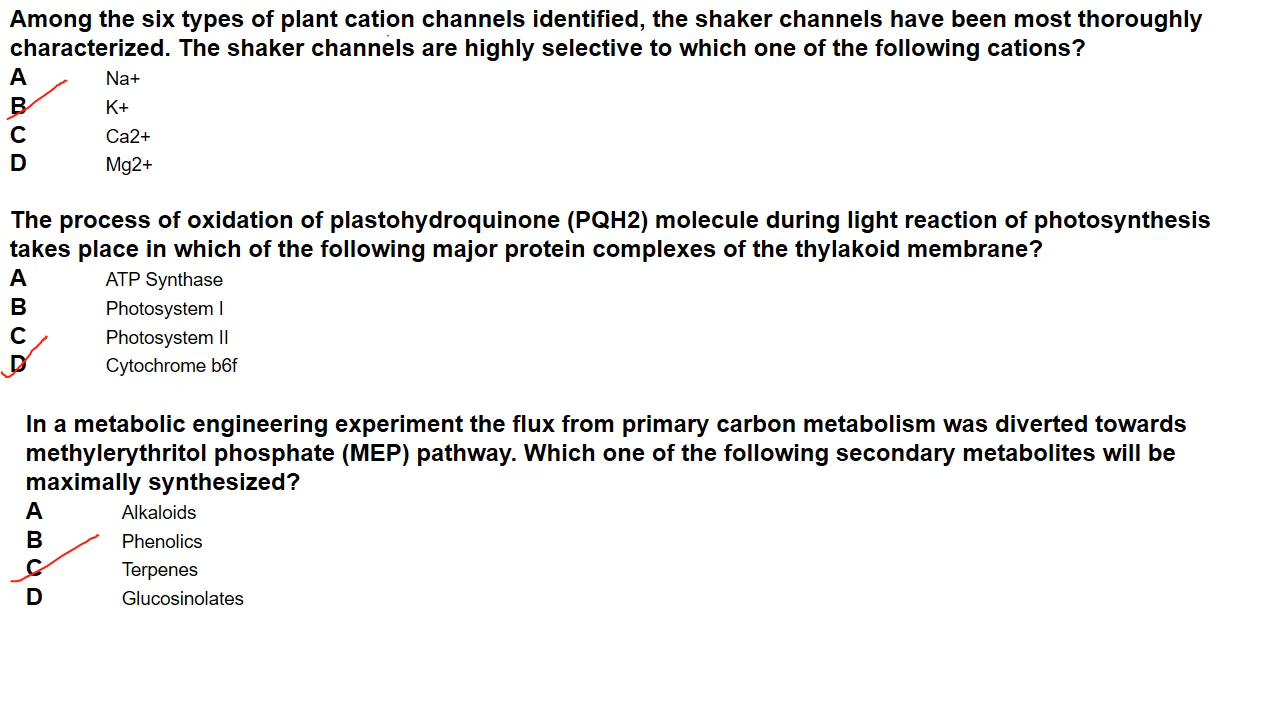 Among the six types of plant cation channels identified, the shaker channels have been most thoroughly
characterized. The shaker channels are highly selective to which one of the following cations?
A Na+
B K+
C Ca2+
D Mg2+
The process of oxidation of plastohydroquinone (PQH2) molecule during light reaction of photosynthesis
takes place in which of the following major protein complexes of the thylakoid membrane?
A ATP Synthase
B Photosystem I
C Photosystem II
D Cytochrome b6f
In a metabolic engineering experiment the flux from primary carbon metabolism was diverted towards
methylerythritol phosphate (MEP) pathway. Which one of the following secondary metabolites will be
maximally synthesized?
A Alkaloids
B Phenolics
C Terpenes
D Glucosinolates